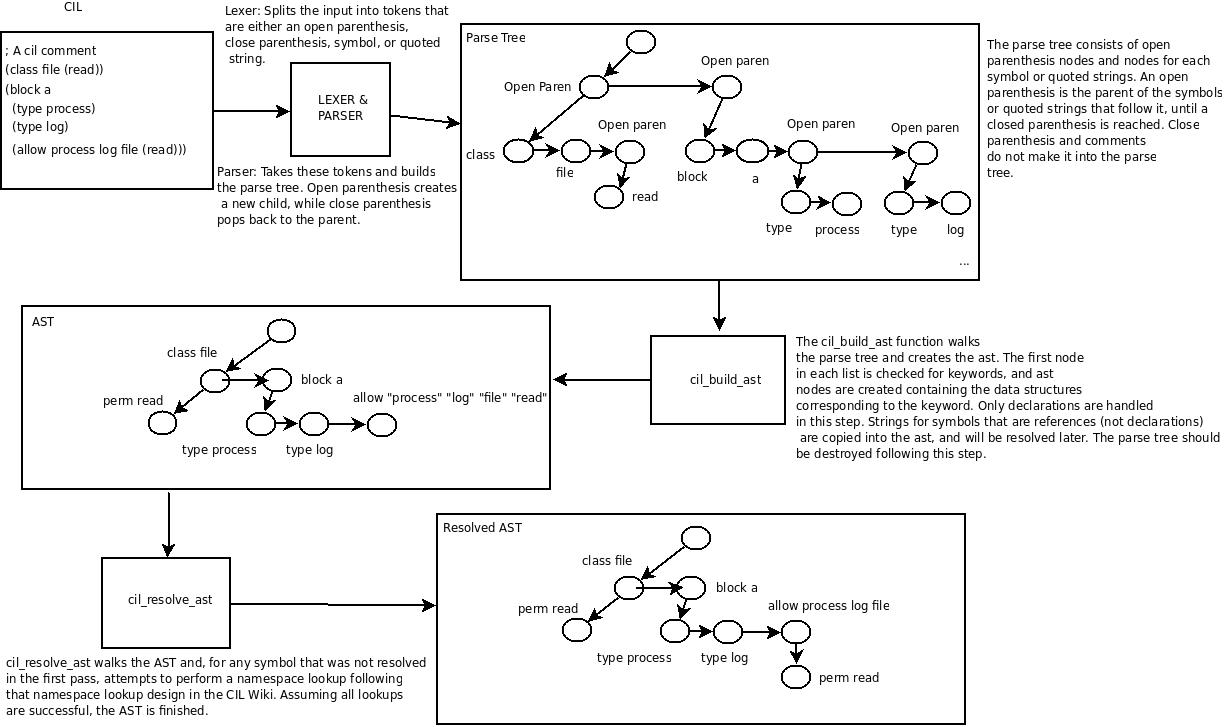 CIL
; A cil comment
(class file (read))
(block a
(type process)
(type log)
(allow process log file (read)))
Lexer: Splits the input into tokens that
are either an open parenthesis,
close parenthesis, symbol, or quoted
string.
LEXER &
PARSER
Parser: Takes these tokens and builds
the parse tree. Open parenthesis creates
a new child, while close parenthesis
pops back to the parent.
Parse Tree
Open Paren
Open paren
class
file
Open paren
read
block
a
Open paren
Open paren
type
process
type
log
...
The parse tree consists of open
parenthesis nodes and nodes for each
symbol or quoted strings. An open
parenthesis is the parent of the symbols
or quoted strings that follow it, until a
closed parenthesis is reached. Close
parenthesis and comments
do not make it into the parse
tree.
cil_build_ast
The cil_build_ast function walks
the parse tree and creates the ast. The first node
in each list is checked for keywords, and ast
nodes are created containing the data structures
corresponding to the keyword. Only declarations are handled
in this step. Strings for symbols that are references (not declarations)
are copied into the ast, and will be resolved later. The parse tree should
be destroyed following this step.
AST
class file
block a
perm read
allow "process" "log" "file" "read"
type process
type log
cil_resolve_ast
cil_resolve_ast walks the AST and, for any symbol that was not resolved
in the first pass, attempts to perform a namespace lookup following
that namespace lookup design in the CIL Wiki. Assuming all lookups
are successful, the AST is finished.
Resolved AST
class file
block a
perm read
allow process log file
type process
type log
perm read